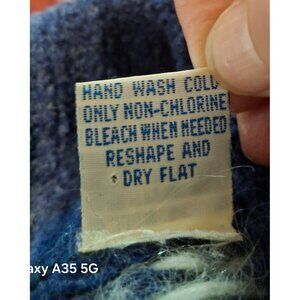 HAND WASH COLD
ONLY NON-CHLORINE
BLEACH WHEN NEEDED
RESHAPE AND
DRY FLAT
axy A35 5G